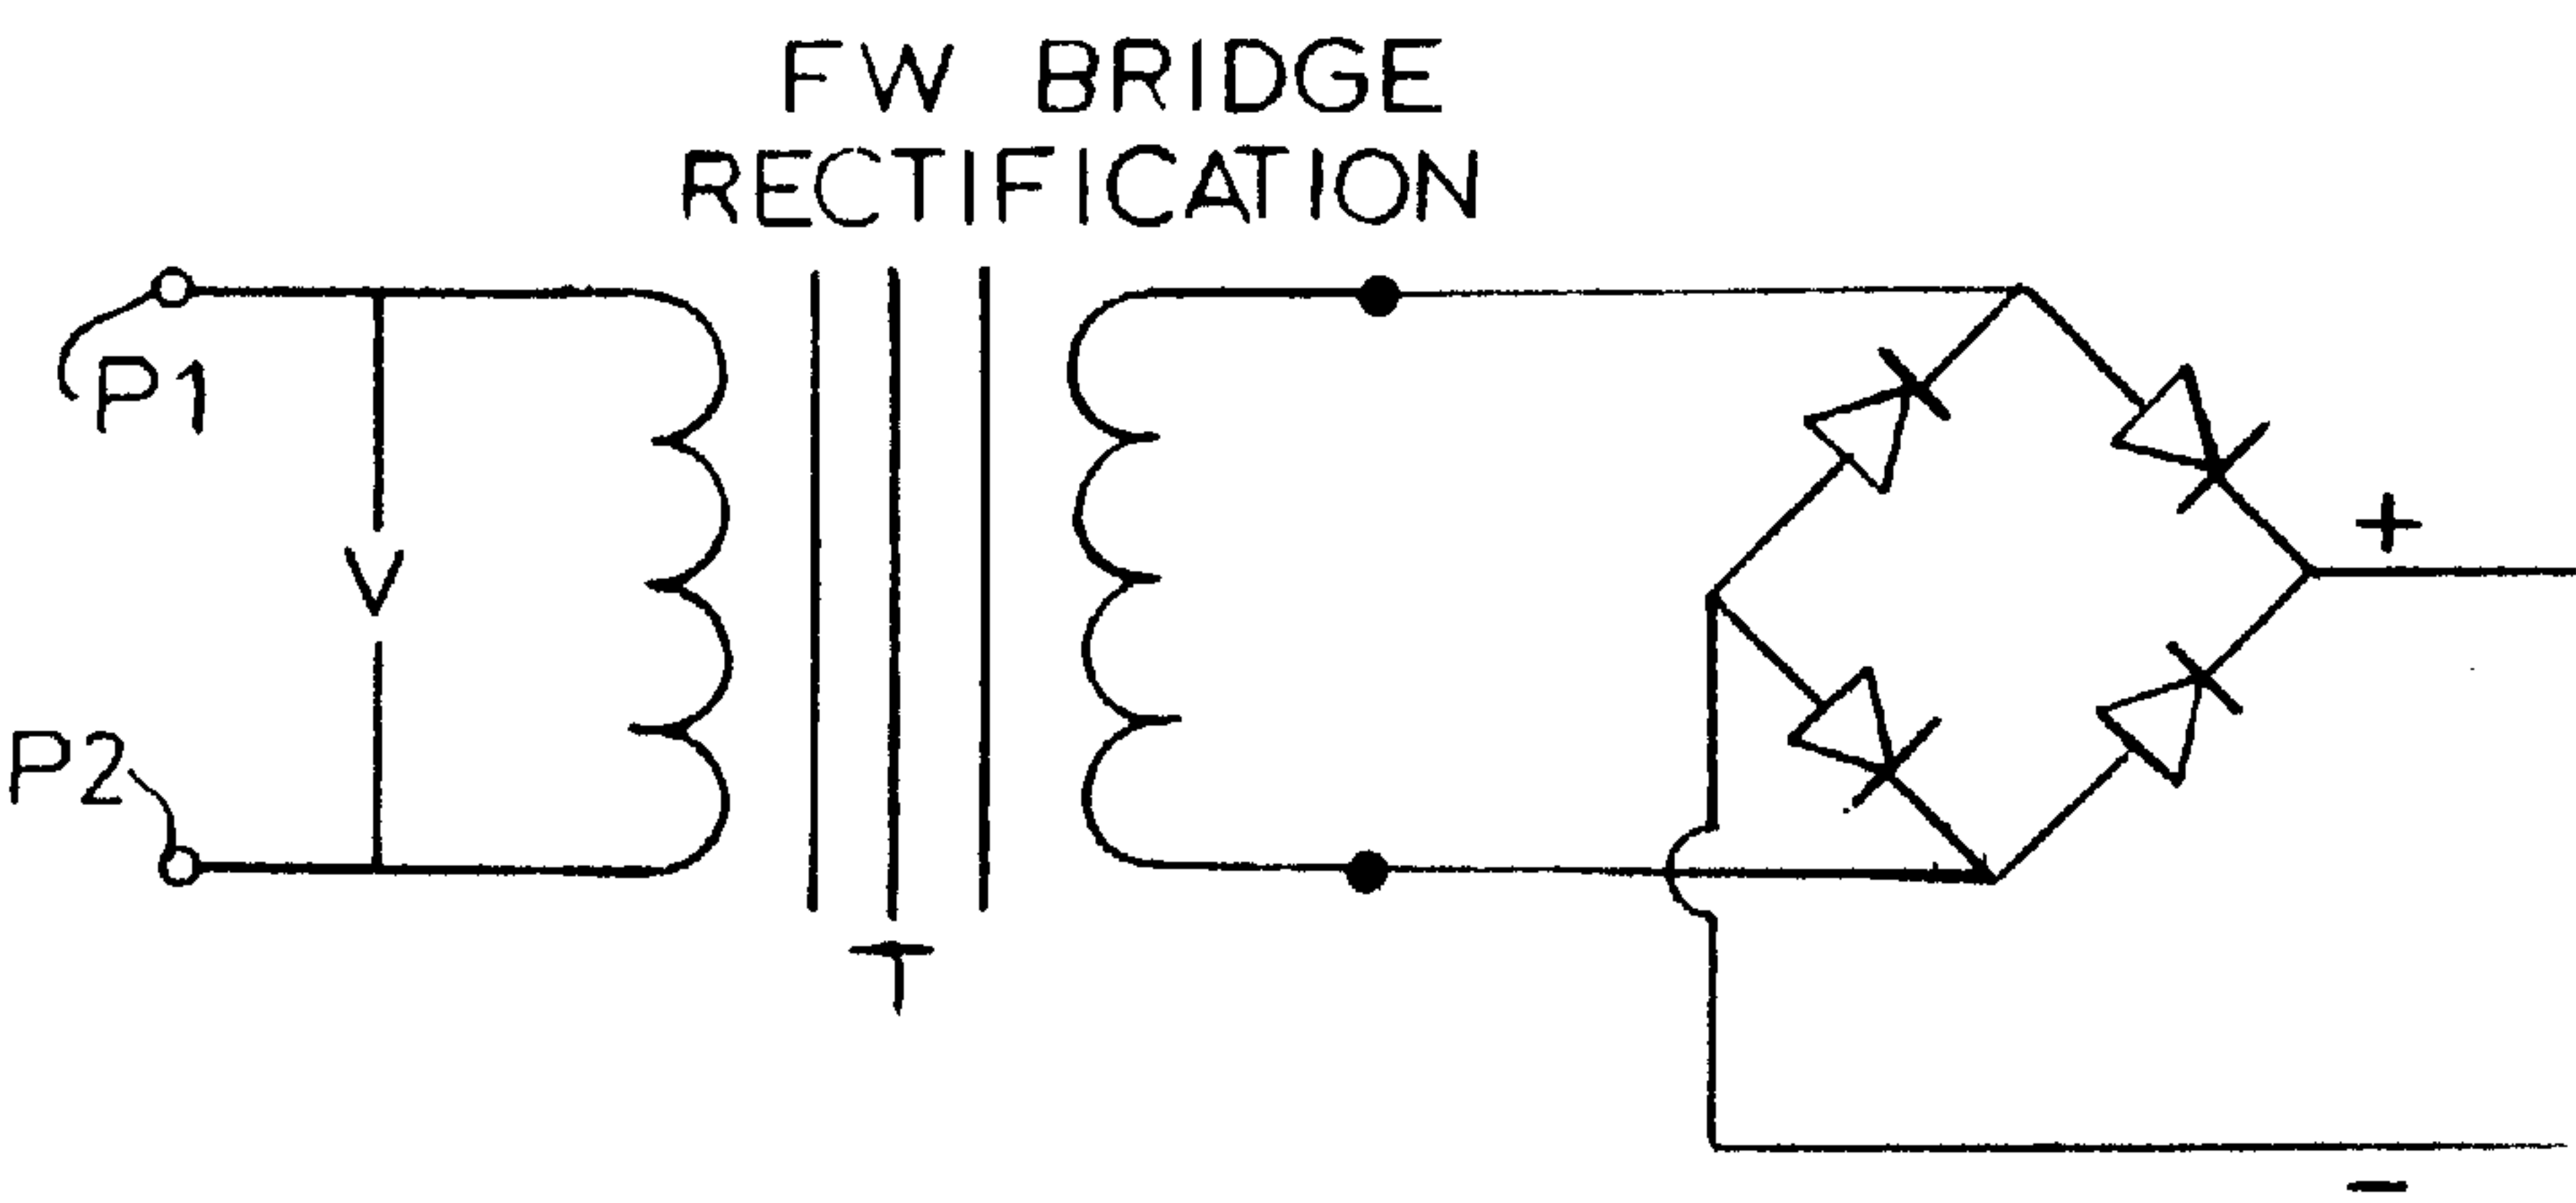 FW BRIDGE
RECTIFICATION
P1
V
+
P2
T
-